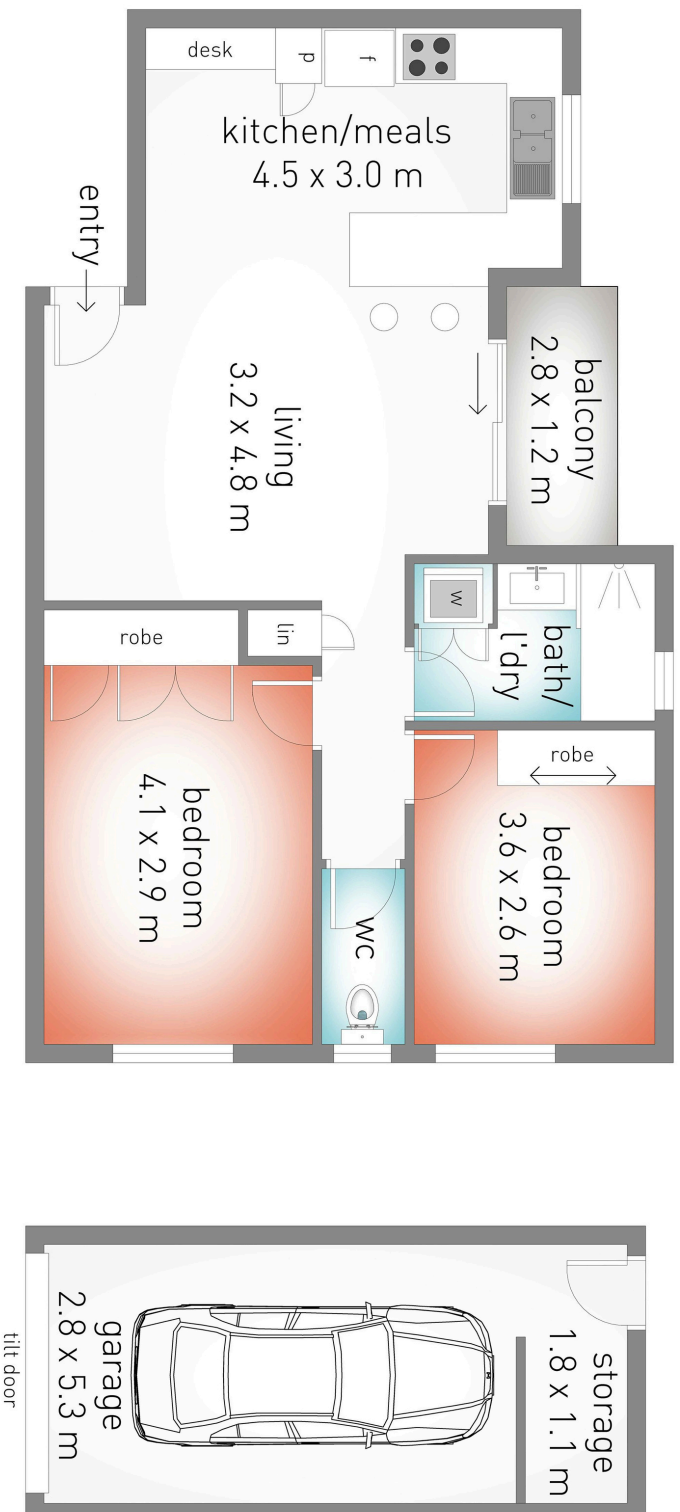 desk
p
f
kitchen/meals
4.5 x 3.0 m
entry
balcony
2.8 x 1.2 m
living
3.2 x 4.8 m
w
bath/
l'dry
robe
lin
robe
bedroom
4.1 x 2.9 m
bedroom
3.6 x 2.6 m
wc
storage
1.8 x 1.1 m
garage
2.8 x 5.3 m
tilt door